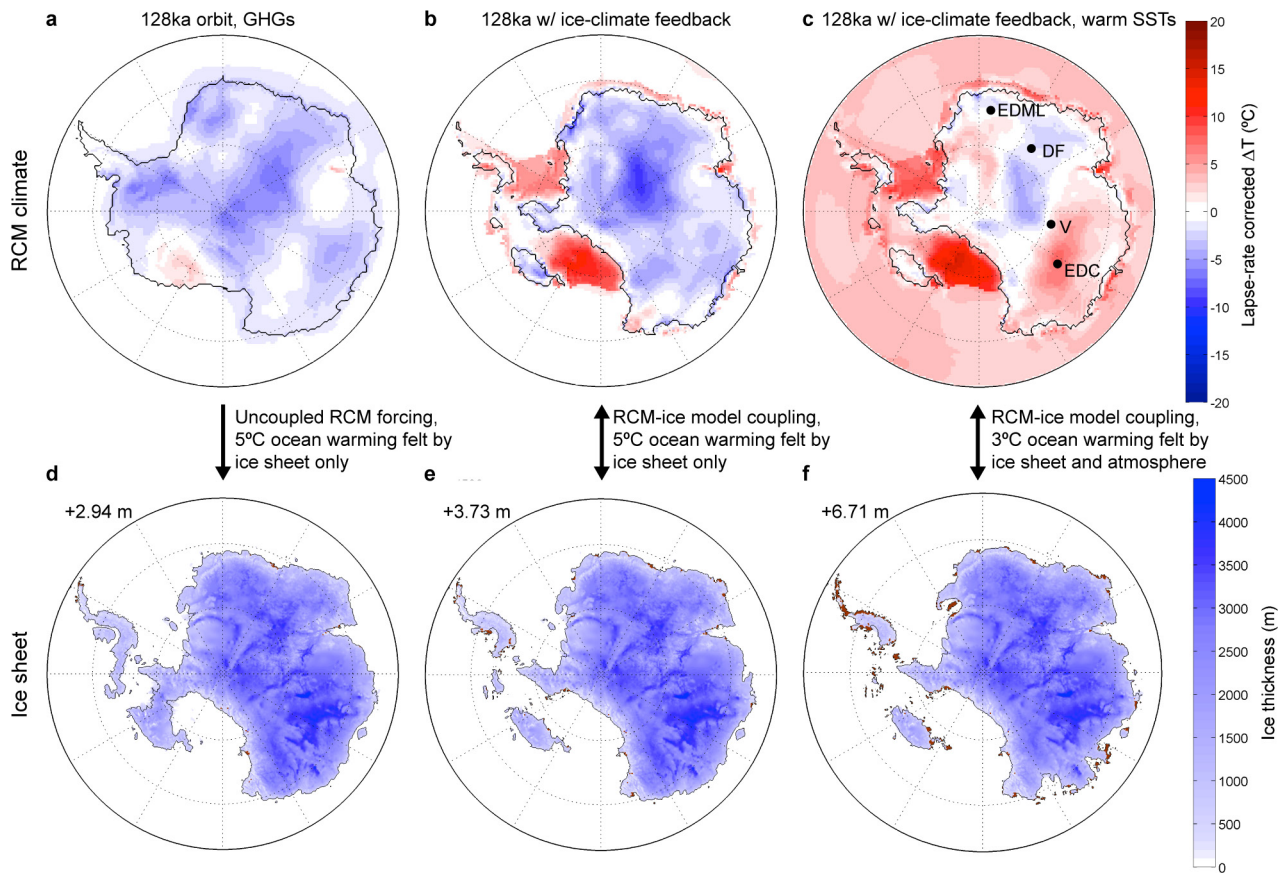 a 128ka orbit, GHGs
b 128ka w/ ice-climate feedback
c 128ka w/ ice-climate feedback, warm SSTs
RCM climate
EDML
DF
V
EDC
20
15
10
5
0
-5
-10
-15
-20
Lapse-rate corrected ΔT (ºC)
Uncoupled RCM forcing,
5ºC ocean warming felt by
ice sheet only
RCM-ice model coupling,
5ºC ocean warming felt by
ice sheet only
RCM-ice model coupling,
3ºC ocean warming felt by
ice sheet and atmosphere
d
+2.94 m
e
+3.73 m
f
+6.71 m
Ice sheet
4500
4000
3500
3000
2500
2000
1500
1000
500
0
Ice thickness (m)